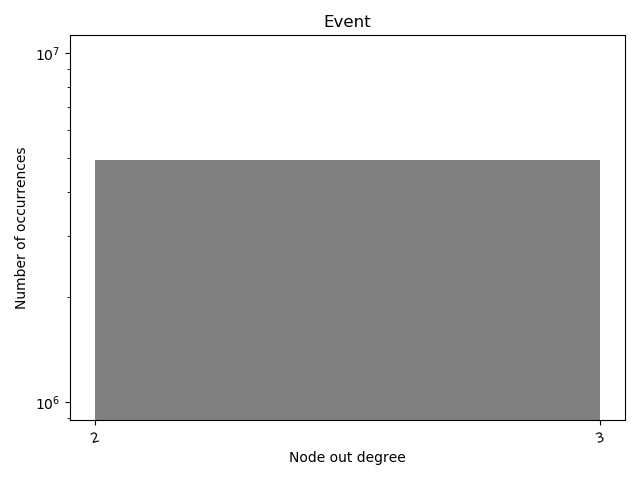 Event
Number of occurrences
10⁷
10⁶
2
3
Node out degree